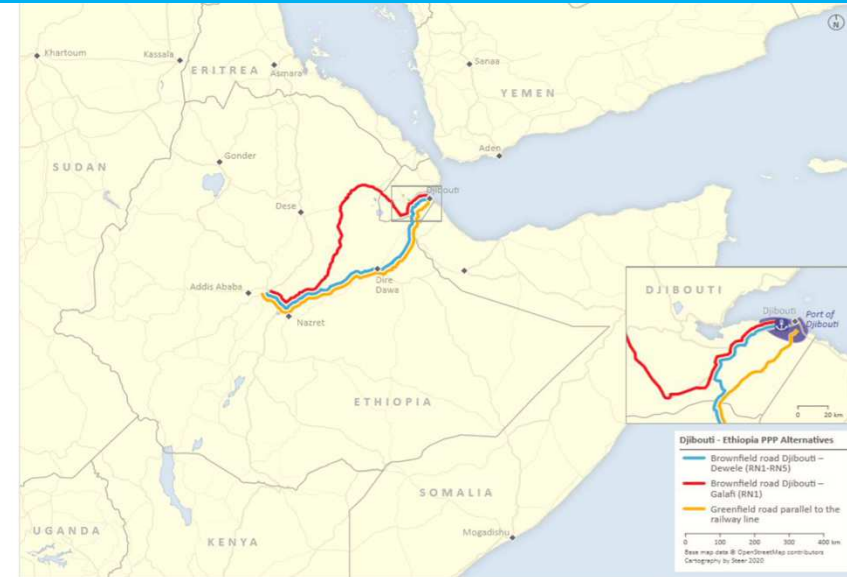 N
Khartoum
Kassala
ERITREA
Asmara
Sanaa
YEMEN
SUDAN
Gonder
Aden
Dese
Djibouti
Addis Ababa
Dire
Dawa
Nazret
ETHIOPIA
SOMALIA
UGANDA
KENYA
Mogadishu
DJIBOUTI
Djibouti
Port of
Djibouti
0 20 km
Djibouti - Ethiopia PPP Alternatives
Brownfield road Djibouti –
Dewele (RN1-RN5)
Brownfield road Djibouti –
Galafi (RN1)
Greenfield road parallel to the
railway line
0 100 200 300 400 km
Base map data © OpenStreetMap contributors
Cartography by Steer 2020